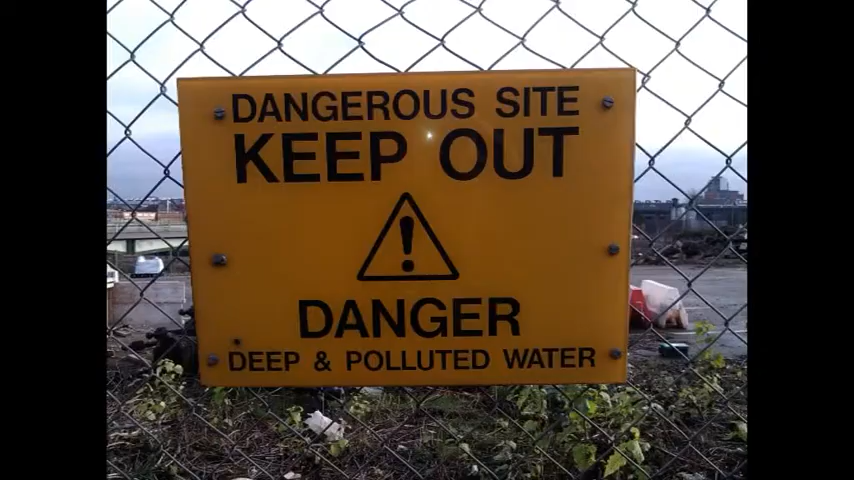 DANGEROUS SITE
KEEP OUT
!
DANGER
DEEP & POLLUTED WATER